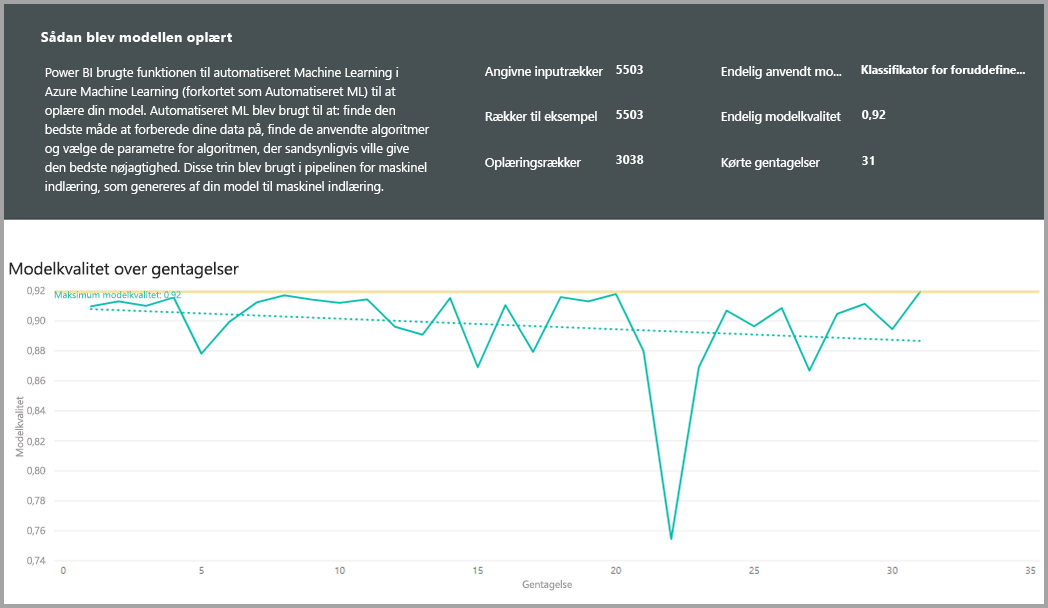 Sådan blev modellen oplært
Power BI brugte funktionen til automatiseret Machine Learning i
Azure Machine Learning (forkortet som Automatiseret ML) til at
oplære din model. Automatiseret ML blev brugt til at: finde den
bedste måde at forberede dine data på, finde de anvendte algoritmer
og vælge de parametre for algoritmen, der sandsynligvis ville give
den bedste nøjagtighed. Disse trin blev brugt i pipelinen for maskinel
indlæring, som genereres af din model til maskinel indlæring.
Angivne inputrækker 5503
Rækker til eksempel 5503
Oplæringsrækker 3038
Endelig anvendt mo... Klassifikator for foruddefine...
Endelig modelkvalitet 0,92
Kørte gentagelser 31
Modelkvalitet over gentagelser
Maksimum modelkvalitet: 0.92
0,92
0,90
0,88
0,86
0,84
0,82
0,80
0,78
0,76
0,74
Modelkvalitet
0 5 10 15 20 25 30 35
Gentagelse